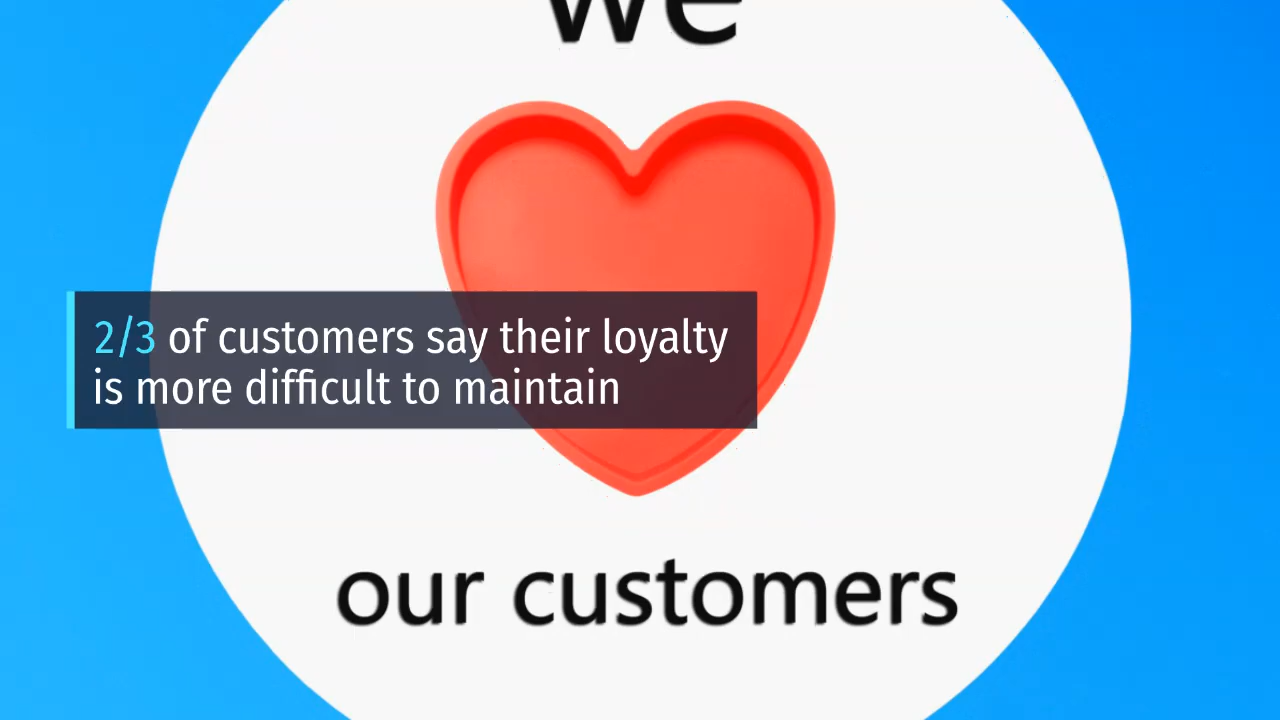 we
2/3 of customers say their loyalty
is more difficult to maintain
our customers